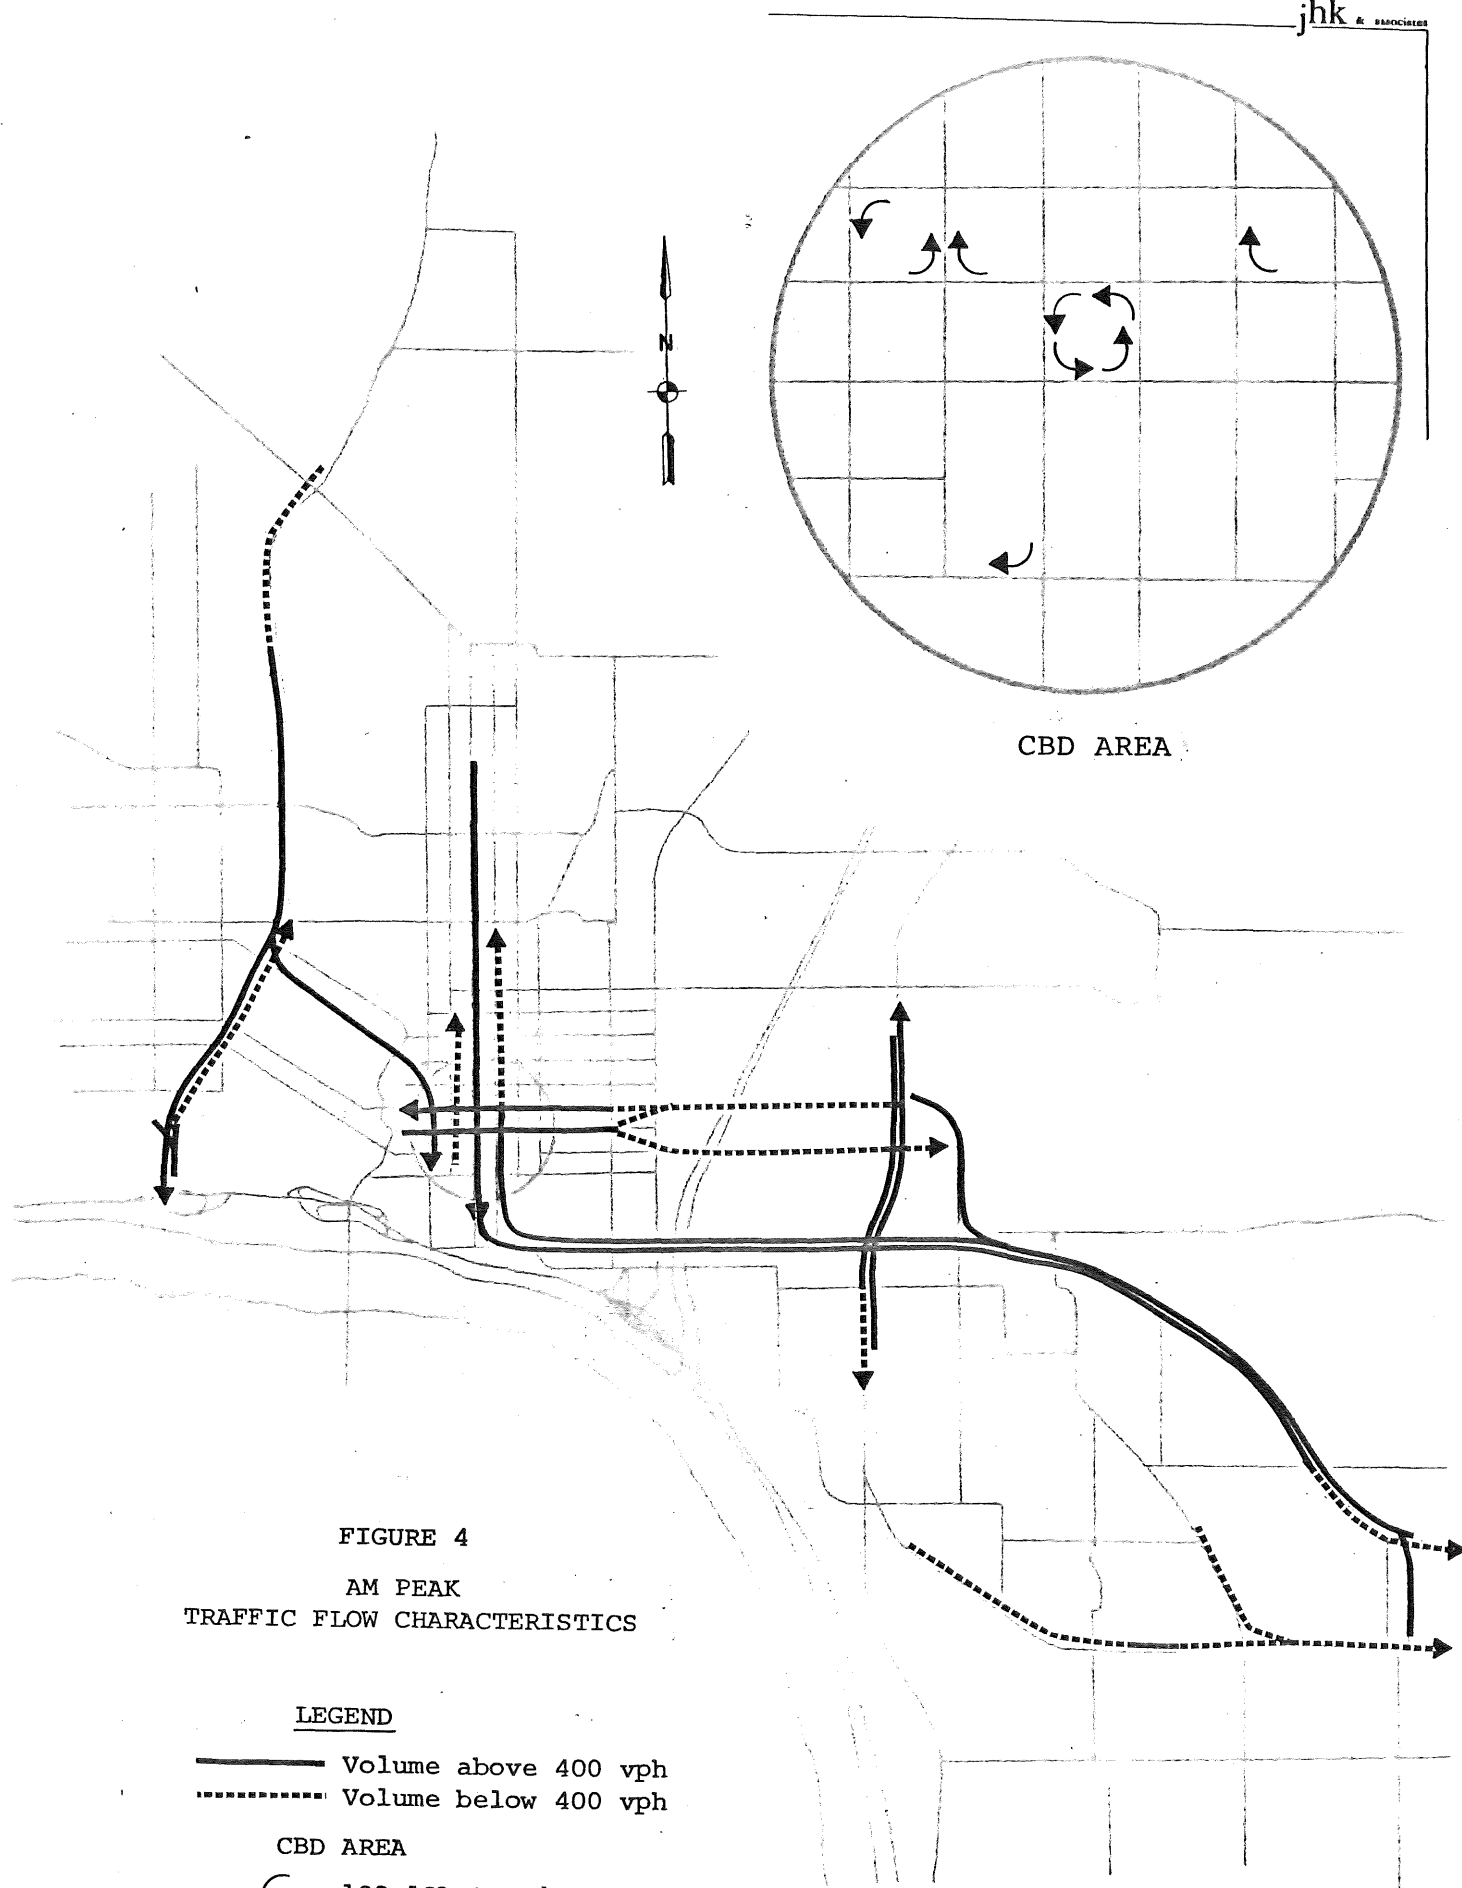 jhk & associates
N
CBD AREA
FIGURE 4
AM PEAK
TRAFFIC FLOW CHARACTERISTICS
LEGEND
Volume above 400 vph
Volume below 400 vph
CBD AREA